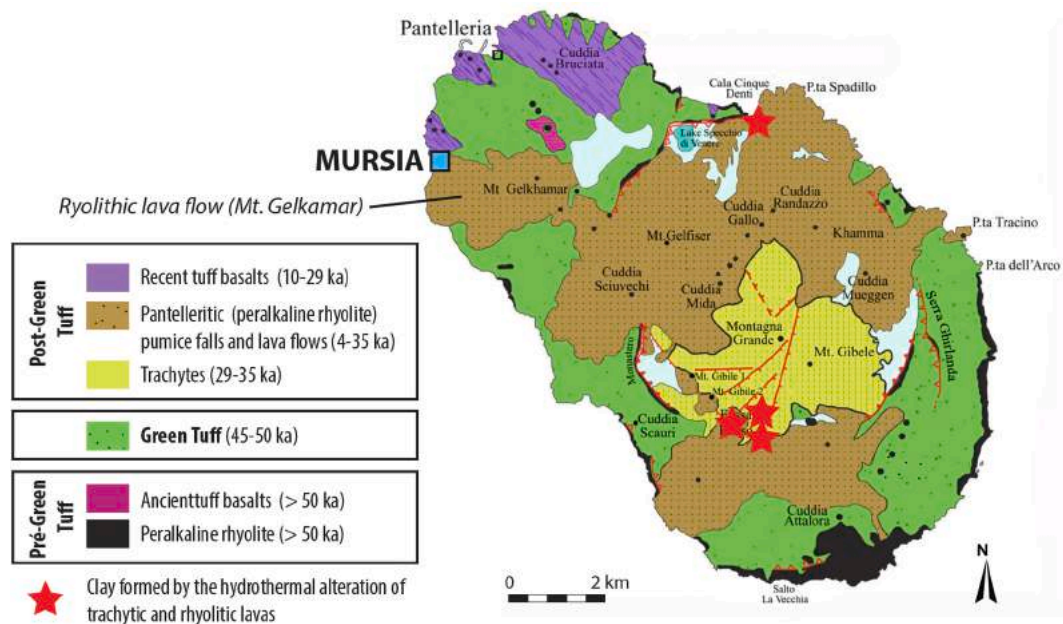 Pantelleria
Cuddia
Bruciata
Cala Cinque
Denti
P.ta Spadillo
Lake Specchio
di Venere
MURSIA
Mt Gelkhamar
Ryolithic lava flow (Mt. Gelkamar)
Cuddia
Randazzo
Cuddia
Gallo
Khamma
P.ta Tracino
Mt.Gelfiser
P.ta dell'Arco
Cuddia
Sciuvechi
Cuddia
Mida
Cuddia
Mueggen
Serra Ghirlanda
Montagna
Grande
Mt. Gibele
Monastero
Mt. Gibile 1
Mt. Gibile 2
Cuddia
Scauri
Cuddia
Attalora
Salto
La Vecchia
Post-Green
Tuff
Recent tuff basalts (10-29 ka)
Pantelleritic (peralkaline rhyolite)
pumice falls and lava flows (4-35 ka)
Trachytes (29-35 ka)
Green Tuff (45-50 ka)
Pré-Green
Tuff
Ancienttuff basalts (> 50 ka)
Peralkaline rhyolite (> 50 ka)
Clay formed by the hydrothermal alteration of
trachytic and rhyolitic lavas
0 2 km
N